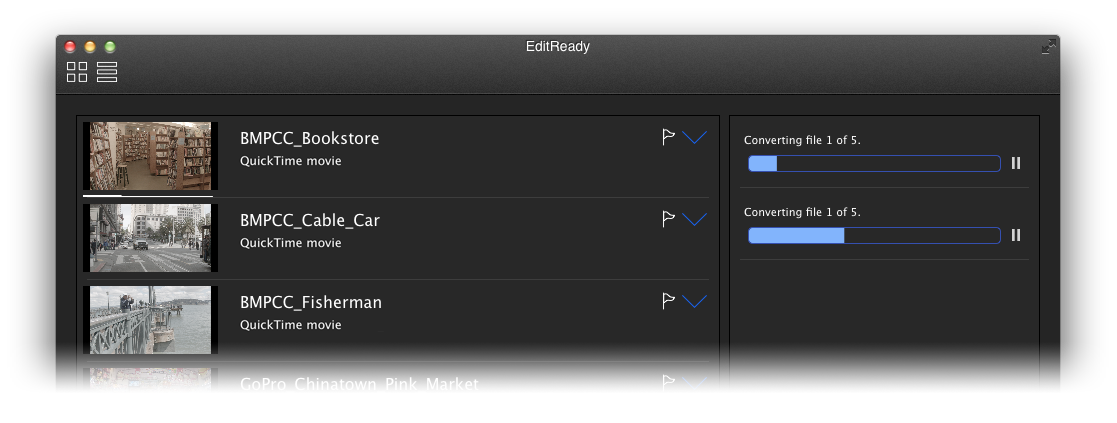 EditReady
BMPCC_Bookstore
QuickTime movie
BMPCC_Cable_Car
QuickTime movie
BMPCC_Fisherman
QuickTime movie
GoPro_Chinatown_Pink_Market
Converting file 1 of 5.
Converting file 1 of 5.